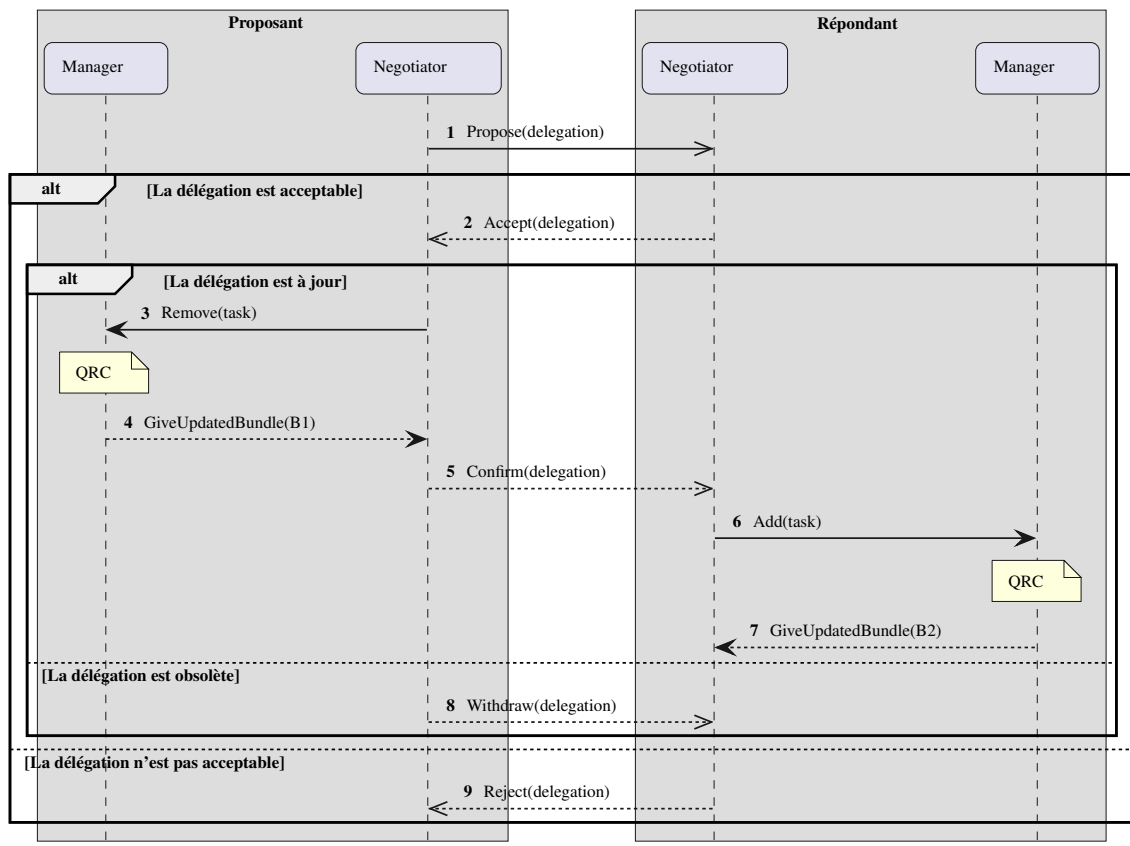 Proposant Répondant
Manager Negotiator Negotiator Manager
1 Propose(delegation)
alt [La délégation est acceptable]
2 Accept(delegation)
alt [La délégation est à jour]
3 Remove(task)
QRC
4 GiveUpdatedBundle(B1)
5 Confirm(delegation)
6 Add(task)
QRC
7 GiveUpdatedBundle(B2)
[La délégation est obsolète]
8 Withdraw(delegation)
[La délégation n'est pas acceptable]
9 Reject(delegation)